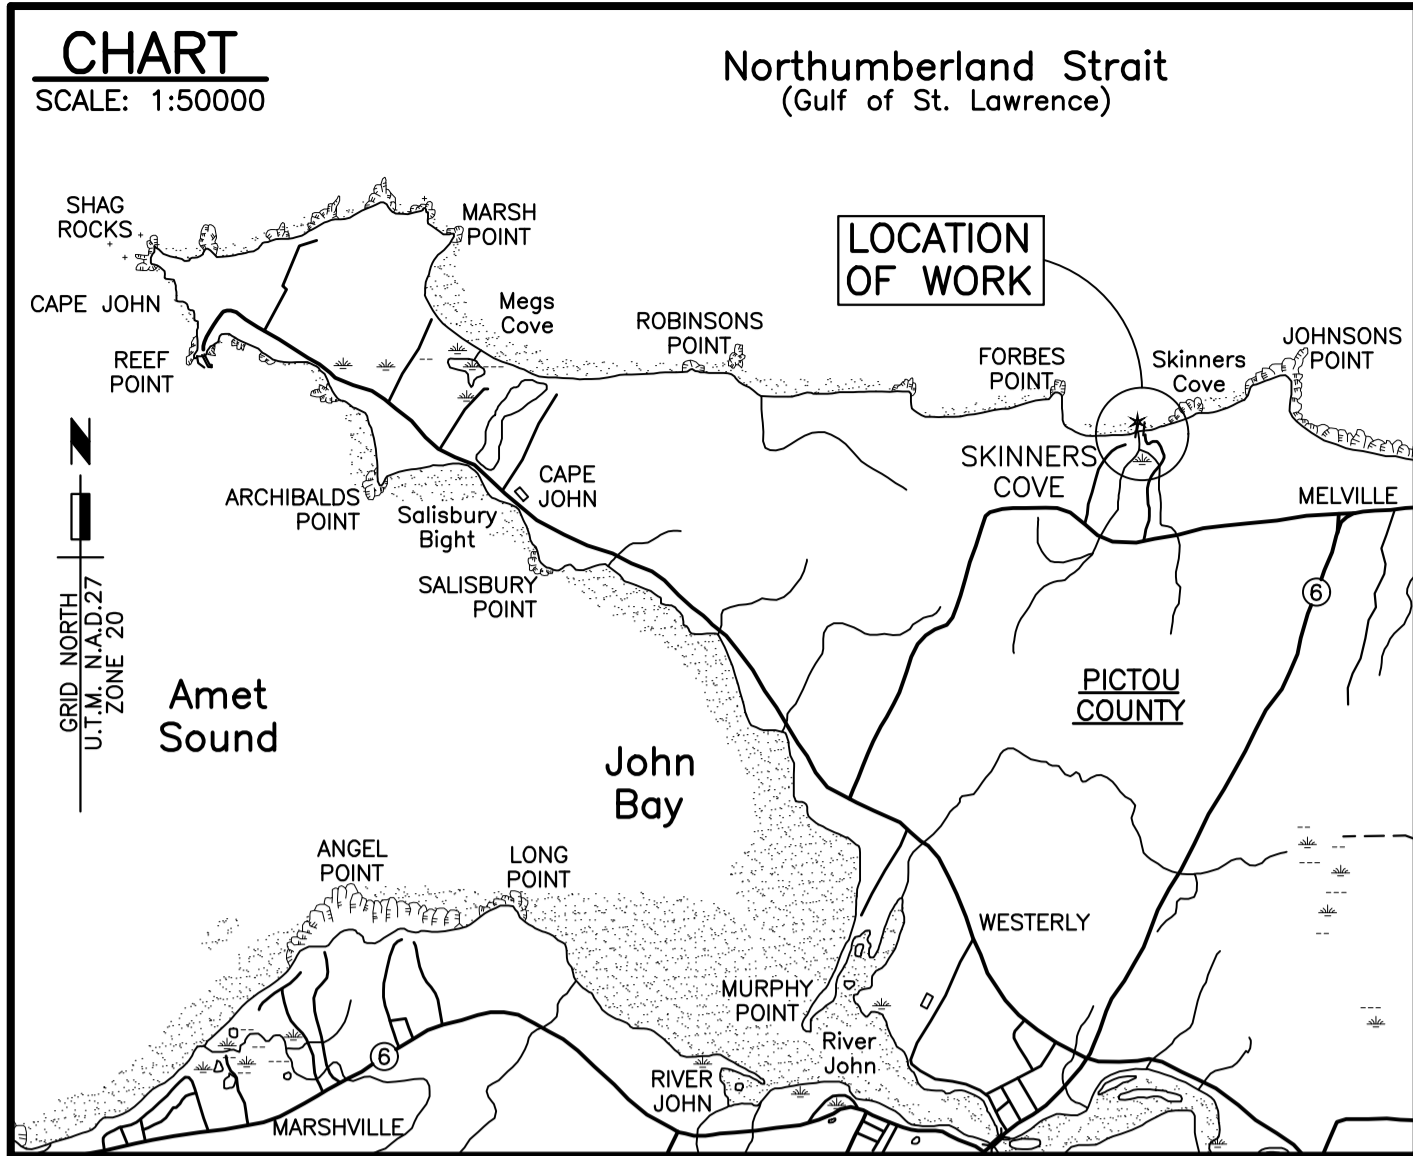 CHART
SCALE: 1:50000
Northumberland Strait
(Gulf of St. Lawrence)
SHAG
ROCKS
MARSH
POINT
LOCATION
OF WORK
CAPE JOHN
Megs
Cove
ROBINSONS
POINT
REEF
POINT
FORBES
POINT
Skinners
Cove
JOHNSONS
POINT
SKINNERS
COVE
CAPE
JOHN
ARCHIBALDS
POINT
Salisbury
Bight
MELVILLE
SALISBURY
POINT
6
GRID NORTH
U.T.M. N.A.D.27
ZONE 20
Amet
Sound
PICTOU
COUNTY
John
Bay
ANGEL
POINT
LONG
POINT
WESTERLY
MURPHY
POINT
River
John
6
RIVER
JOHN
MARSHVILLE